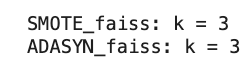 SMOTE_faiss: k = 3
ADASYN_faiss: k = 3